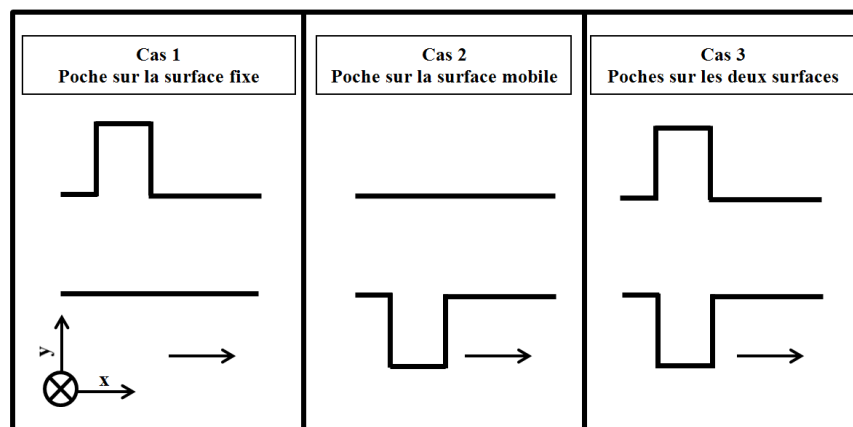 Cas 1
Poche sur la surface fixe
Cas 2
Poche sur la surface mobile
Cas 3
Poches sur les deux surfaces
y
x